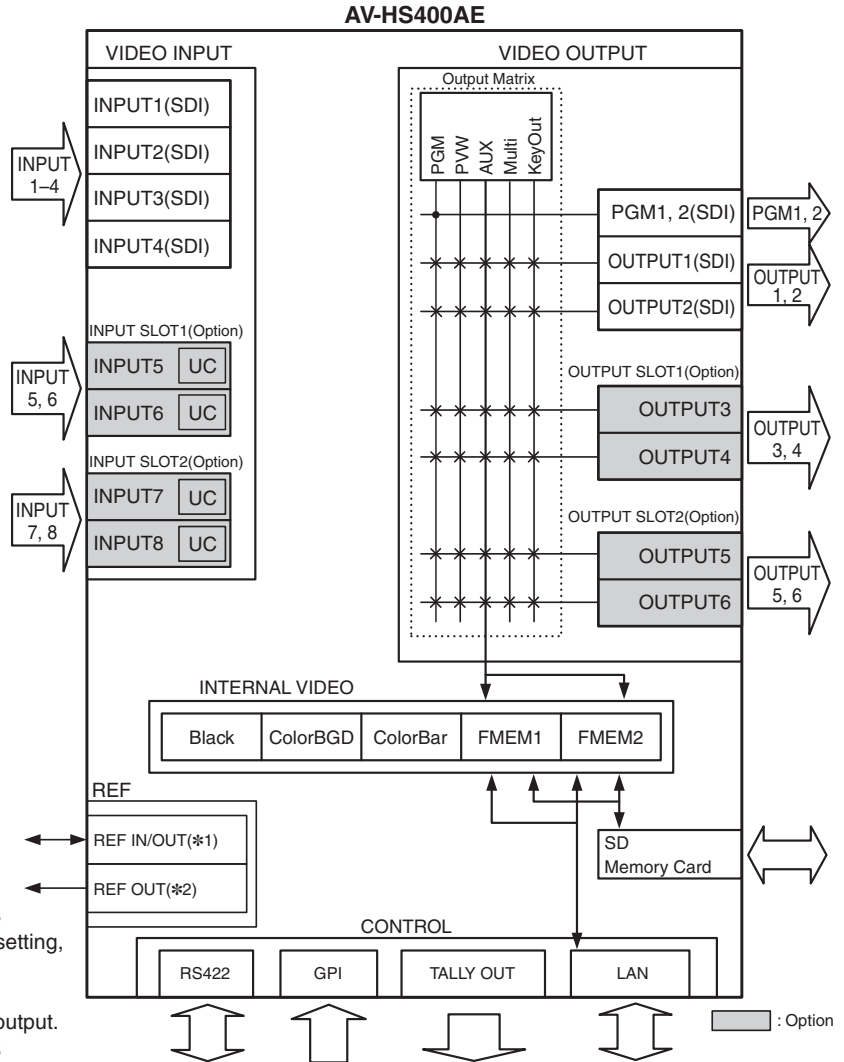 AV-HS400AE
VIDEO INPUT
INPUT1(SDI)
INPUT2(SDI)
INPUT3(SDI)
INPUT4(SDI)
INPUT
1–4
INPUT SLOT1(Option)
INPUT5 UC
INPUT6 UC
INPUT
5, 6
INPUT SLOT2(Option)
INPUT7 UC
INPUT8 UC
INPUT
7, 8
VIDEO OUTPUT
Output Matrix
PGM
PVW
AUX
Multi
KeyOut
PGM1, 2(SDI)
PGM1, 2
OUTPUT1(SDI)
OUTPUT2(SDI)
OUTPUT
1, 2
OUTPUT SLOT1(Option)
OUTPUT3
OUTPUT4
OUTPUT
3, 4
OUTPUT SLOT2(Option)
OUTPUT5
OUTPUT6
OUTPUT
5, 6
INTERNAL VIDEO
Black ColorBGD ColorBar FMEM1 FMEM2
REF
REF IN/OUT(✻1)
REF OUT(✻2)
SD
Memory Card
setting,
output.
CONTROL
RS422 GPI TALLY OUT LAN
: Option